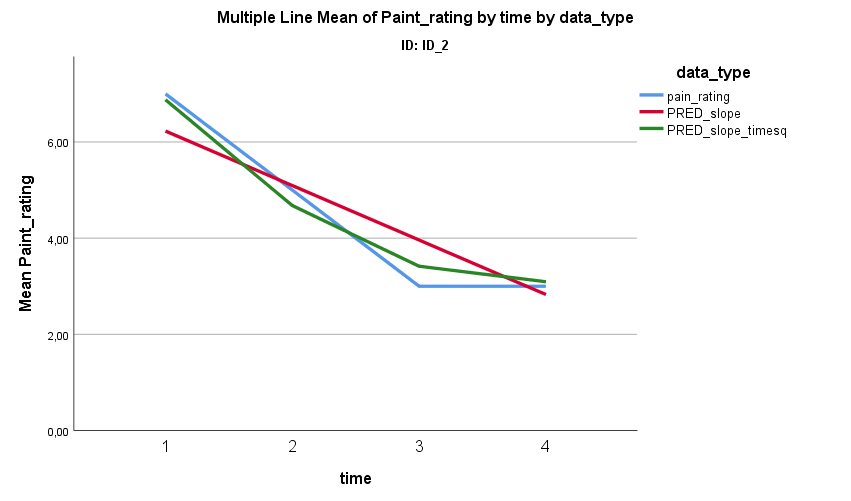 Multiple Line Mean of Paint_rating by time by data_type
ID: ID_2
data_type
pain_rating
PRED_slope
PRED_slope_timesq
Mean Paint_rating
6,00
4,00
2,00
0,00
1 2 3 4
time